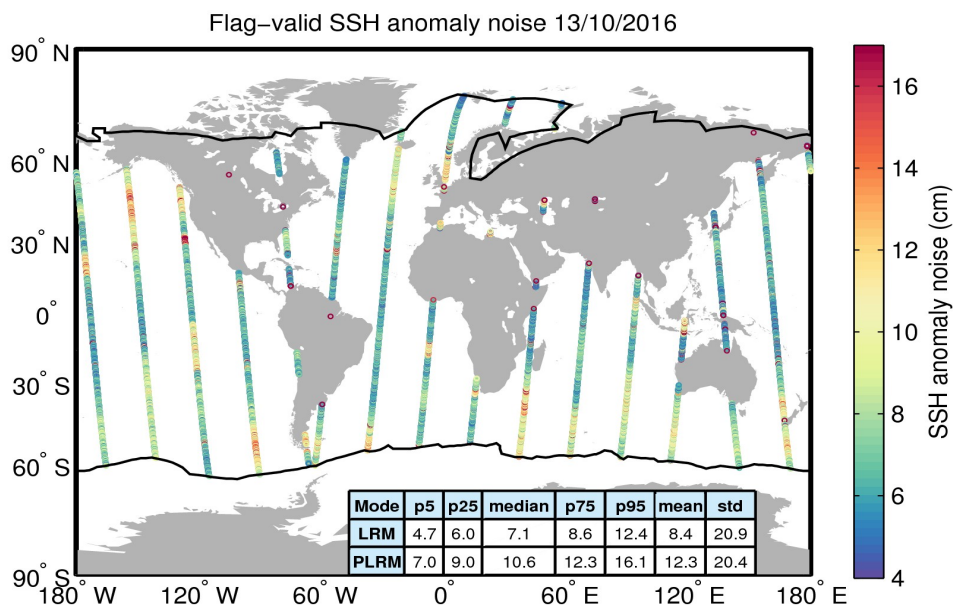 Flag−valid SSH anomaly noise 13/10/2016
90° N
60° N
30° N
0°
30° S
60° S
90° S
180° W
120° W
60° W
0°
60° E
120° E
180° E
Mode p5 p25 median p75 p95 mean std
LRM 4.7 6.0 7.1 8.6 12.4 8.4 20.9
PLRM 7.0 9.0 10.6 12.3 16.1 12.3 20.4
16
14
12
10
8
6
4
SSH anomaly noise (cm)